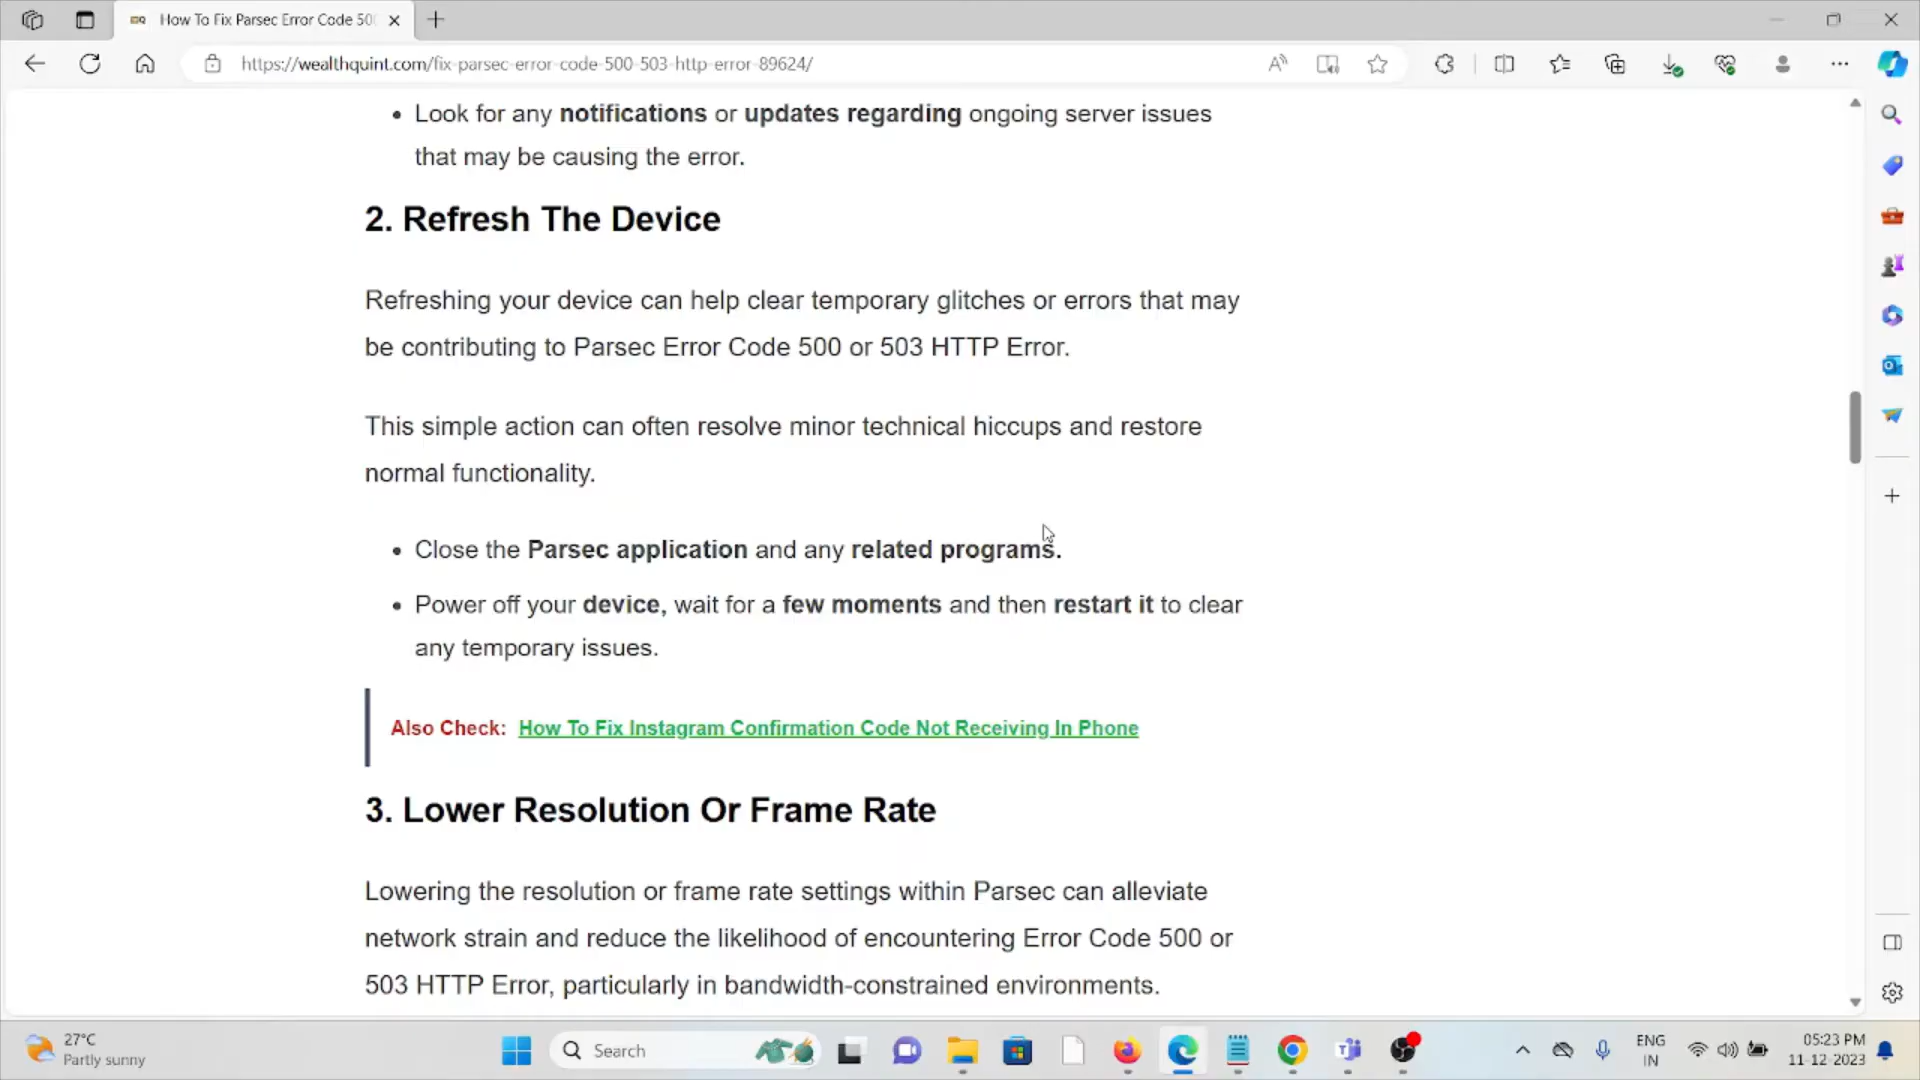 How To Fix Parsec Error Code 50
https://wealthquint.com/fix-parsec-error-code-500-503-http-error-89624/
• Look for any notifications or updates regarding ongoing server issues
that may be causing the error.
2. Refresh The Device
Refreshing your device can help clear temporary glitches or errors that may
be contributing to Parsec Error Code 500 or 503 HTTP Error.
This simple action can often resolve minor technical hiccups and restore
normal functionality.
• Close the Parsec application and any related programs.
• Power off your device, wait for a few moments and then restart it to clear
any temporary issues.
Also Check: How To Fix Instagram Confirmation Code Not Receiving In Phone
3. Lower Resolution Or Frame Rate
Lowering the resolution or frame rate settings within Parsec can alleviate
network strain and reduce the likelihood of encountering Error Code 500 or
503 HTTP Error, particularly in bandwidth-constrained environments.
27°C
Partly sunny
Search
ENG
IN
05:23 PM
11-12-2023